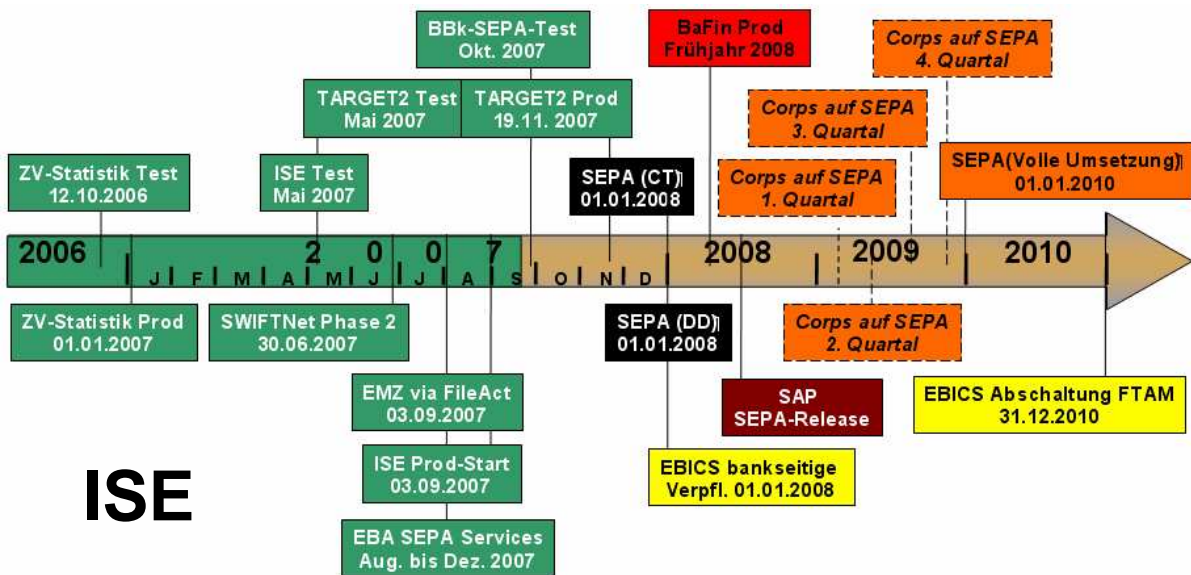 BBk-SEPA-Test
Okt. 2007
BaFin Prod
Frühjahr 2008
Corps auf SEPA
4. Quartal
TARGET2 Test
Mai 2007
TARGET2 Prod
19.11. 2007
Corps auf SEPA
3. Quartal
ZV-Statistik Test
12.10.2006
ISE Test
Mai 2007
SEPA (CT)
01.01.2008
Corps auf SEPA
1. Quartal
SEPA(Volle Umsetzung)
01.01.2010
2006 2 0 0 7 2008 2009 2010
J F M A M J J A S O N D
ZV-Statistik Prod
01.01.2007
SWIFTNet Phase 2
30.06.2007
SEPA (DD)
01.01.2008
Corps auf SEPA
2. Quartal
EMZ via FileAct
03.09.2007
SAP
SEPA-Release
EBICS Abschaltung FTAM
31.12.2010
ISE Prod-Start
03.09.2007
EBICS bankseitige
Verpfl. 01.01.2008
ISE
EBA SEPA Services
Aug. bis Dez. 2007